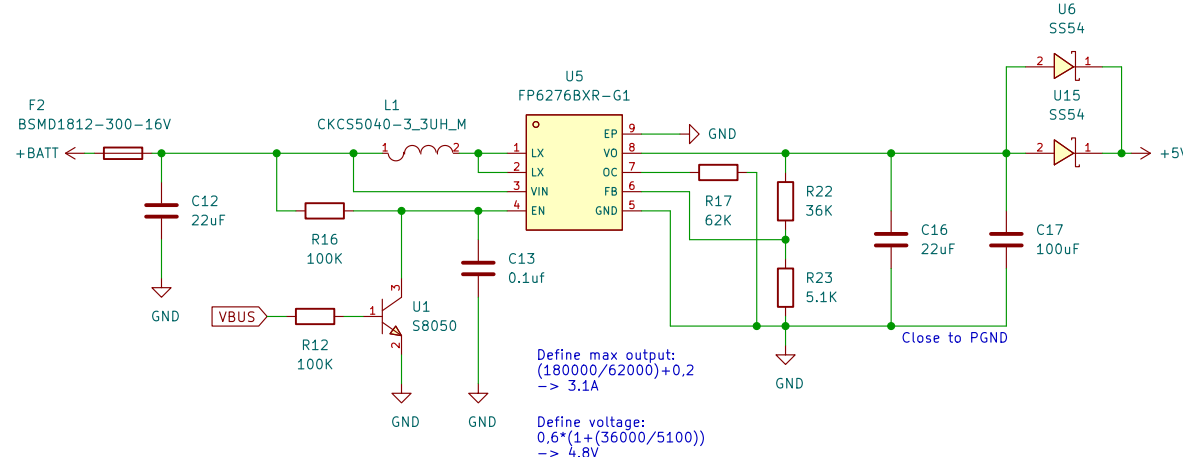 U6
SS54
2
1
U5
FP6276BXR-G1
U15
SS54
F2
BSMD1812-300-16V
L1
CKCS5040-3_3UH_M
EP 9
GND
+BATT
1
2
1 LX
VO 8
2
1
+5V
2 LX
OC 7
3 VIN
FB 6
R22
36K
C12
22uF
4 EN
GND 5
R17
62K
R16
100K
C16
22uF
C17
100uF
C13
0.1uf
R23
5.1K
3
VBUS
1
U1
S8050
GND
2
R12
100K
Close to PGND
Define max output:
(180000/62000)+0,2
-> 3.1A
GND
GND
GND
Define voltage:
0,6*(1+(36000/5100))
-> 4.8V